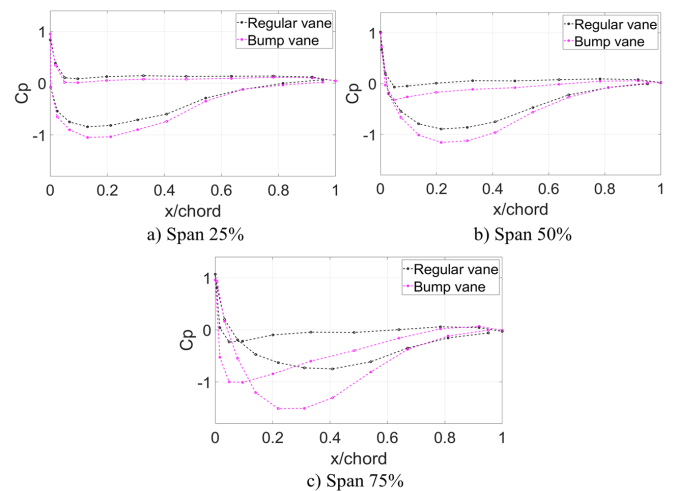 Regular vane
Bump vane
1
0
-1
Cp
0 0.2 0.4 0.6 0.8 1
x/chord
a) Span 25%
Regular vane
Bump vane
1
0
-1
Cp
0 0.2 0.4 0.6 0.8 1
x/chord
b) Span 50%
Regular vane
Bump vane
1
0
-1
Cp
0 0.2 0.4 0.6 0.8 1
x/chord
c) Span 75%